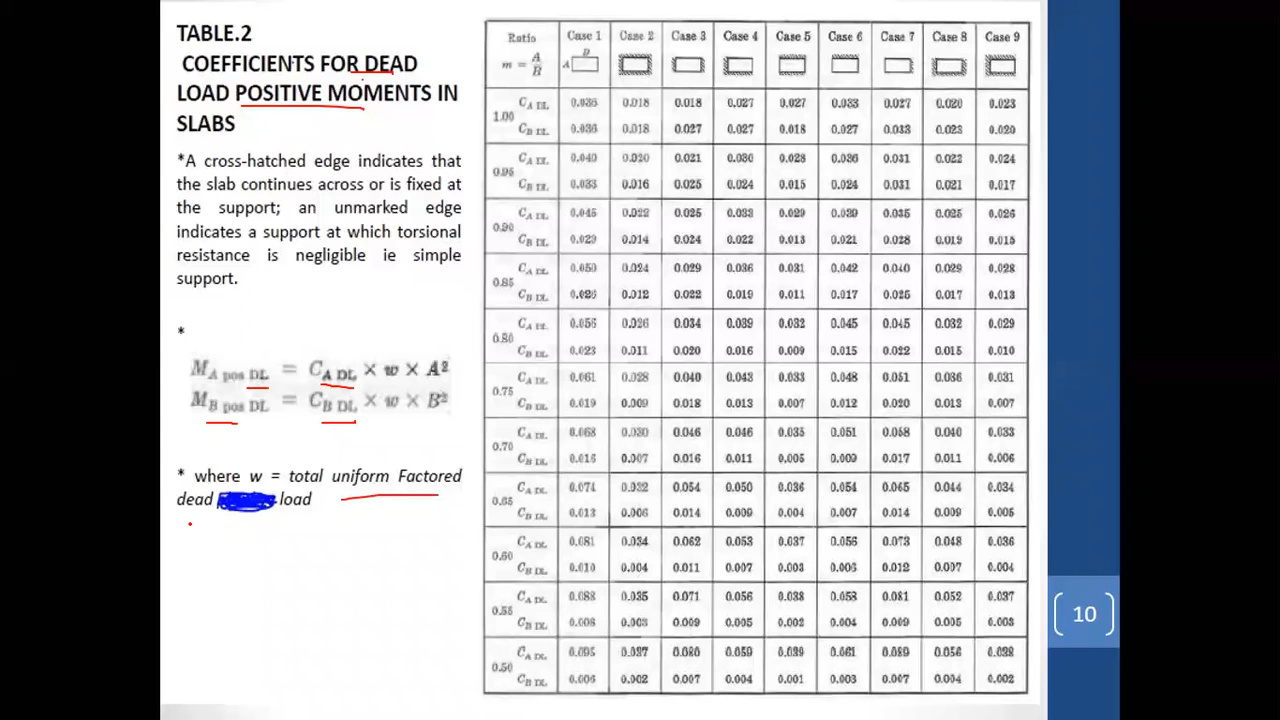 TABLE.2
COEFFICIENTS FOR DEAD
LOAD POSITIVE MOMENTS IN
SLABS
*A cross-hatched edge indicates that
the slab continues across or is fixed at
the support; an unmarked edge
indicates a support at which torsional
resistance is negligible ie simple
support.
*
M A pos DL = C A DL × w × A²
M B pos DL = C B DL × w × B²
* where w = total uniform Factored
dead load
Ratio Case 1 Case 2 Case 3 Case 4 Case 5 Case 6 Case 7 Case 8 Case 9
m = A/B A B
1.00
C A DL 0.036 0.018 0.018 0.027 0.027 0.033 0.027 0.020 0.023
C B DL 0.036 0.018 0.027 0.027 0.018 0.027 0.033 0.023 0.020
0.95
C A DL 0.040 0.020 0.021 0.030 0.028 0.036 0.031 0.022 0.024
C B DL 0.033 0.016 0.025 0.024 0.015 0.024 0.031 0.021 0.017
0.90
C A DL 0.045 0.022 0.025 0.033 0.029 0.039 0.035 0.025 0.026
C B DL 0.029 0.014 0.024 0.022 0.013 0.021 0.028 0.019 0.015
0.85
C A DL 0.050 0.024 0.029 0.036 0.031 0.042 0.040 0.029 0.028
C B DL 0.026 0.012 0.022 0.019 0.011 0.017 0.025 0.017 0.013
0.80
C A DL 0.056 0.026 0.034 0.039 0.032 0.045 0.045 0.032 0.029
C B DL 0.023 0.011 0.020 0.016 0.009 0.015 0.022 0.015 0.010
0.75
C A DL 0.061 0.028 0.040 0.043 0.033 0.048 0.051 0.036 0.031
C B DL 0.019 0.009 0.018 0.013 0.007 0.012 0.020 0.013 0.007
0.70
C A DL 0.068 0.030 0.046 0.046 0.035 0.051 0.058 0.040 0.033
C B DL 0.016 0.007 0.016 0.011 0.005 0.009 0.017 0.011 0.006
0.65
C A DL 0.074 0.032 0.054 0.050 0.036 0.054 0.065 0.044 0.034
C B DL 0.013 0.006 0.014 0.009 0.004 0.007 0.014 0.009 0.005
0.60
C A DL 0.081 0.034 0.062 0.053 0.037 0.056 0.073 0.048 0.036
C B DL 0.010 0.004 0.011 0.007 0.003 0.006 0.012 0.007 0.004
0.55
C A DL 0.088 0.035 0.071 0.056 0.038 0.058 0.081 0.052 0.037
C B DL 0.008 0.003 0.009 0.005 0.002 0.004 0.009 0.005 0.003
0.50
C A DL 0.095 0.037 0.080 0.059 0.039 0.061 0.089 0.056 0.038
C B DL 0.006 0.002 0.007 0.004 0.001 0.003 0.007 0.004 0.002
10